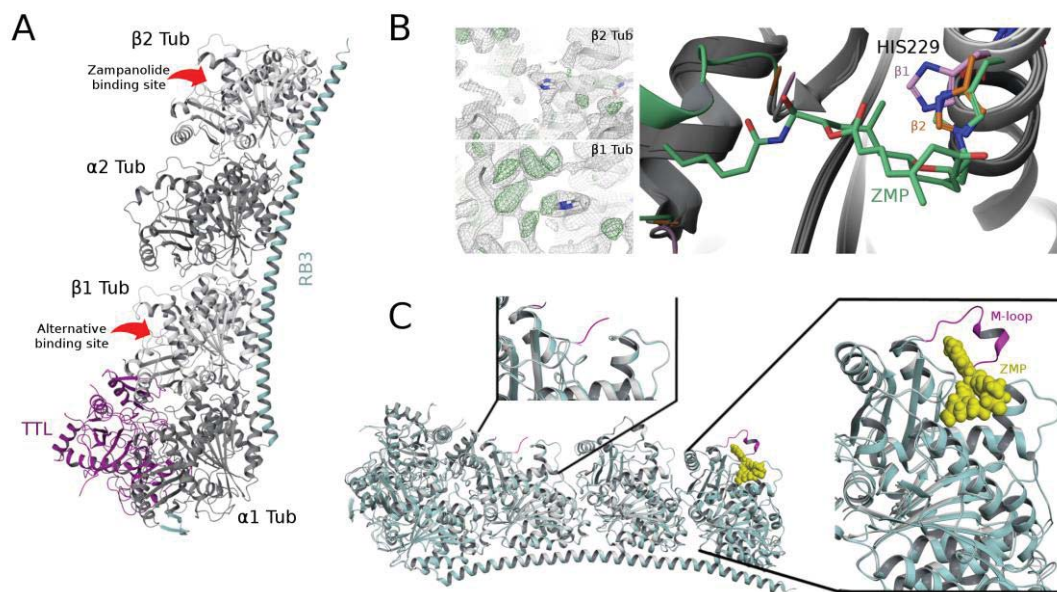 A
β2 Tub
Zampanolide
binding site
α2 Tub
β1 Tub
Alternative
binding site
TTL
α1 Tub
RB3
B
β2 Tub
β1 Tub
HIS229
β1
β2
ZMP
C
M-loop
ZMP